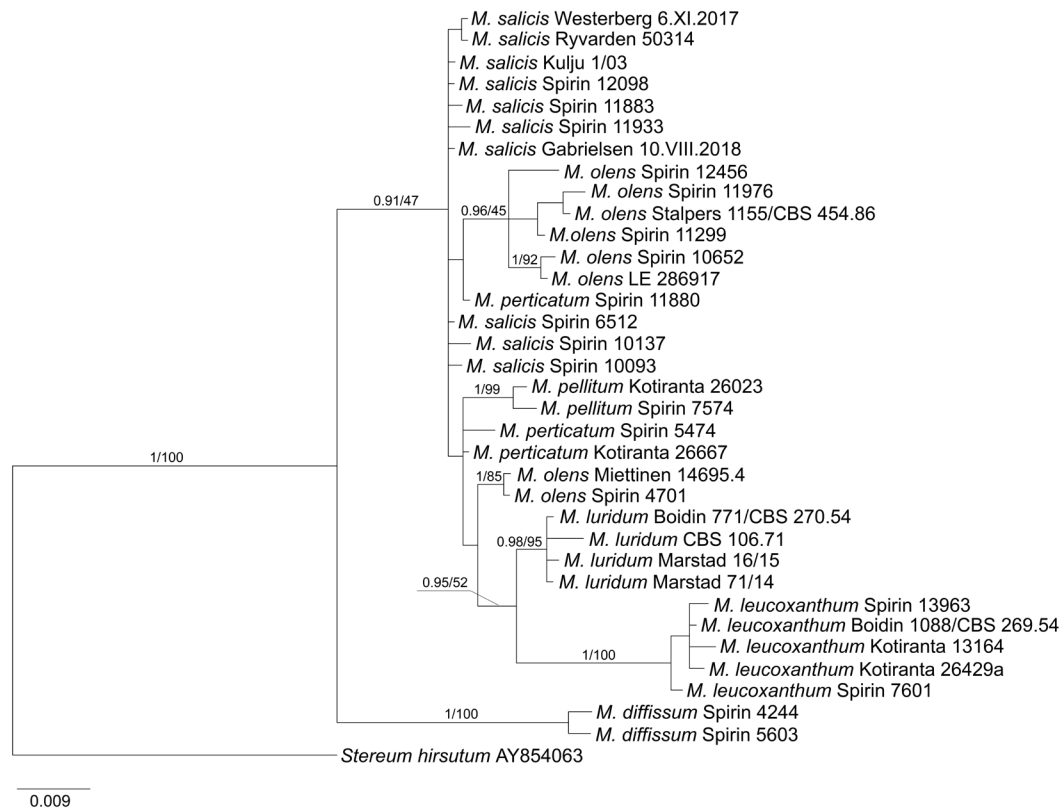 M. salicis Westerberg 6.XI.2017
M. salicis Ryvarden 50314
M. salicis Kulju 1/03
M. salicis Spirin 12098
M. salicis Spirin 11883
M. salicis Spirin 11933
M. salicis Gabrielsen 10.VIII.2018
M. olens Spirin 12456
M. olens Spirin 11976
0.91/47
0.96/45
M. olens Stalpers 1155/CBS 454.86
M.olens Spirin 11299
1/92
M. olens Spirin 10652
M. olens LE 286917
M. perticatum Spirin 11880
M. salicis Spirin 6512
M. salicis Spirin 10137
M. salicis Spirin 10093
1/99
M. pellitum Kotiranta 26023
M. pellitum Spirin 7574
M. perticatum Spirin 5474
M. perticatum Kotiranta 26667
1/100
1/85
M. olens Miettinen 14695.4
M. olens Spirin 4701
M. luridum Boidin 771/CBS 270.54
0.98/95
M. luridum CBS 106.71
M. luridum Marstad 16/15
M. luridum Marstad 71/14
0.95/52
M. leucoxanthum Spirin 13963
M. leucoxanthum Boidin 1088/CBS 269.54
M. leucoxanthum Kotiranta 13164
1/100
M. leucoxanthum Kotiranta 26429a
M. leucoxanthum Spirin 7601
1/100
M. diffissum Spirin 4244
M. diffissum Spirin 5603
Stereum hirsutum AY854063
0.009